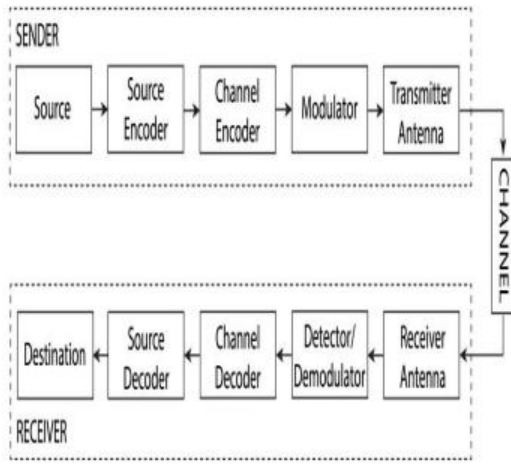 SENDER
Source
Source
Encoder
Channel
Encoder
Modulator
Transmitter
Antenna
CHANNEL
Destination
Source
Decoder
Channel
Decoder
Detector/
Demodulator
Receiver
Antenna
RECEIVER